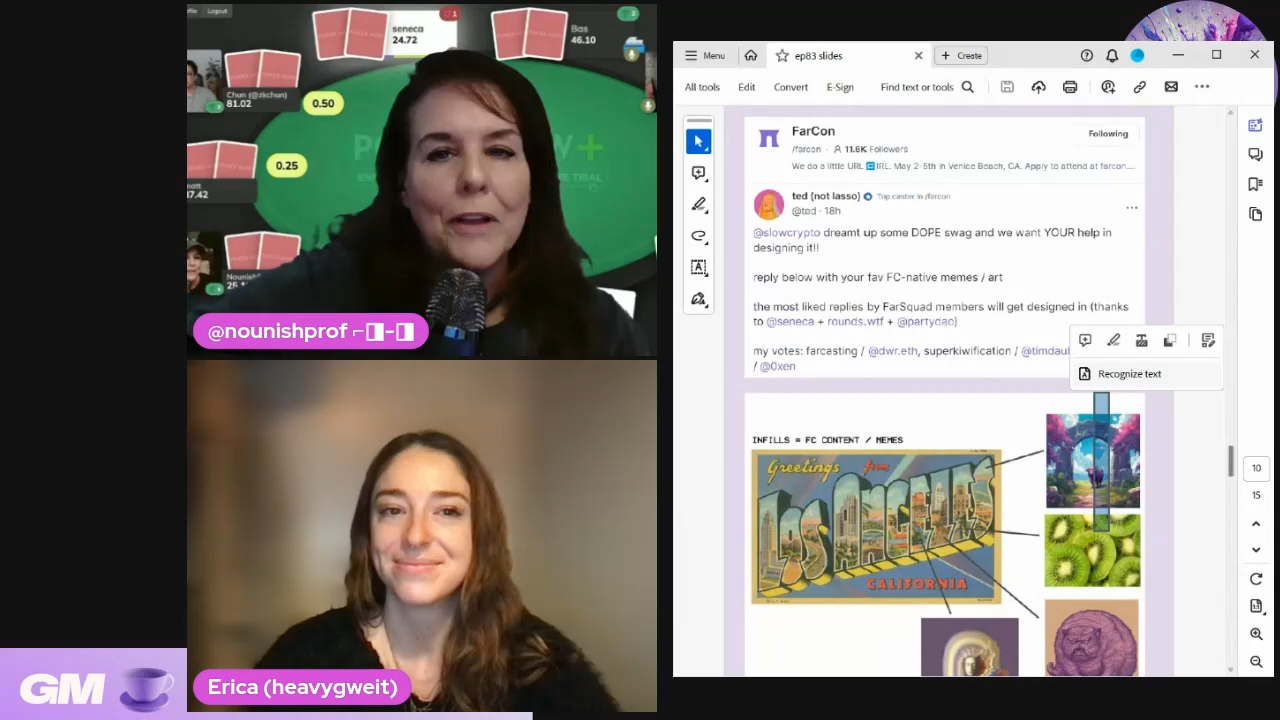 Logout
seneca
24.72
1
Bas
46.10
3
Chun (@zkchun)
81.02
0.50
0.25
@nounishprof ⌐◨-◨
Erica (heavygweit)
GM
Menu
ep83 slides
Create
All tools
Edit
Convert
E-Sign
Find text or tools
FarCon
Following
/farcon · 11.6K Followers
We do a little URL IRL. May 2-5th in Venice Beach, CA. Apply to attend at farcon....
ted (not lasso) Top caster in /farcon
@ted · 18h
@slowcrypto dreamt up some DOPE swag and we want YOUR help in
designing it!!
reply below with your fav FC-native memes / art
the most liked replies by FarSquad members will get designed in (thanks
to @seneca + rounds.wtf + @partydao)
my votes: farcasting / @dwr.eth, superkiwification /
/ @0xen
Recognize text
INFILLS = FC CONTENT / MEMES
Greetings from
LOS ANGELES
CALIFORNIA
10
15